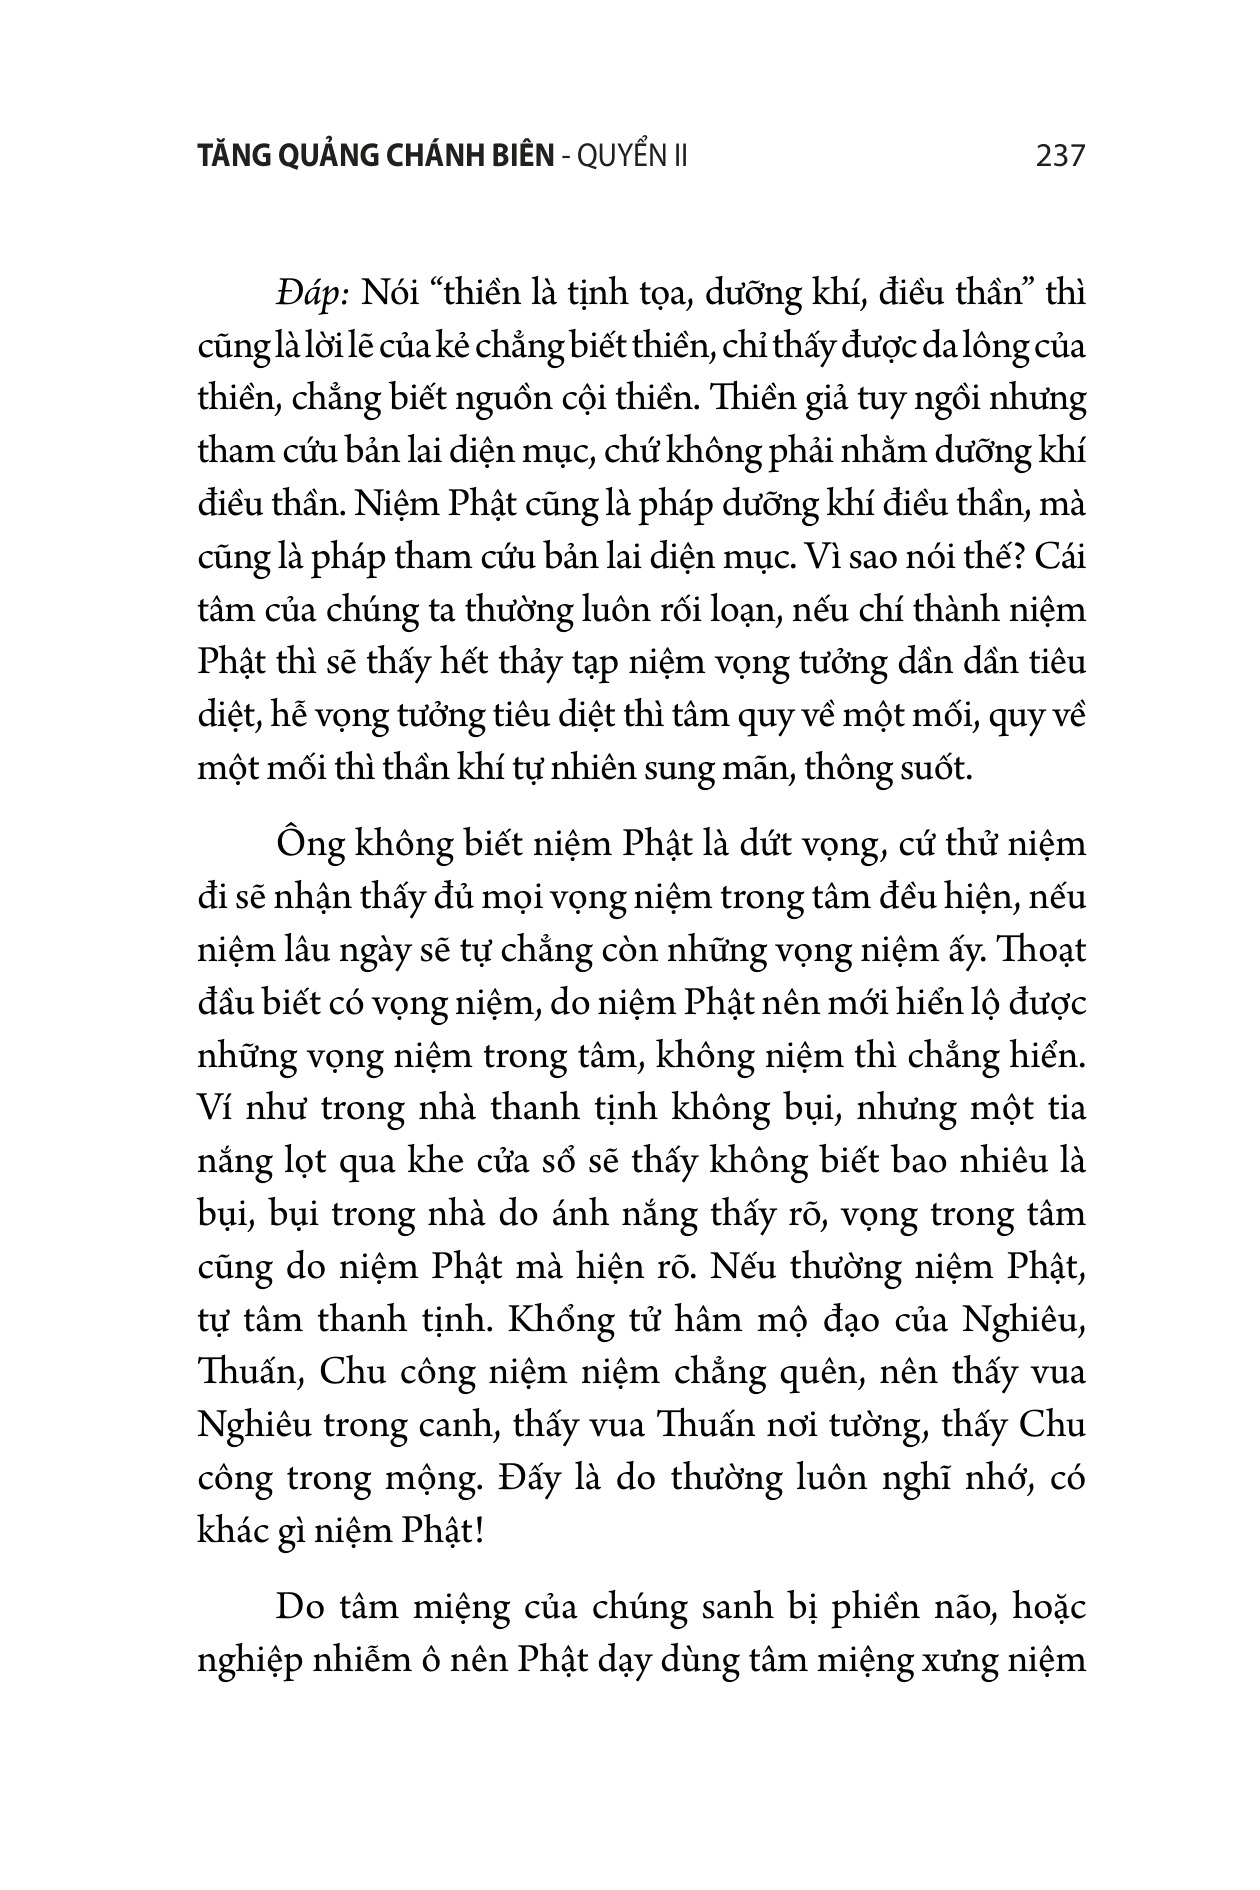 TĂNG QUẢNG CHÁNH BIÊN - QUYỂN II 237
Đáp: Nói “thiền là tịnh tọa, dưỡng khí, điều thần” thì
cũng là lời lẽ của kẻ chẳng biết thiền, chỉ thấy được da lông của
thiền, chẳng biết nguồn cội thiền. Thiền giả tuy ngồi nhưng
tham cứu bản lai diện mục, chứ không phải nhằm dưỡng khí
điều thần. Niệm Phật cũng là pháp dưỡng khí điều thần, mà
cũng là pháp tham cứu bản lai diện mục. Vì sao nói thế? Cái
tâm của chúng ta thường luôn rối loạn, nếu chí thành niệm
Phật thì sẽ thấy hết thảy tạp niệm vọng tưởng dần dần tiêu
diệt, hễ vọng tưởng tiêu diệt thì tâm quy về một mối, quy về
một mối thì thần khí tự nhiên sung mãn, thông suốt.
Ông không biết niệm Phật là dứt vọng, cứ thử niệm
đi sẽ nhận thấy đủ mọi vọng niệm trong tâm đều hiện, nếu
niệm lâu ngày sẽ tự chẳng còn những vọng niệm ấy. Thoạt
đầu biết có vọng niệm, do niệm Phật nên mới hiển lộ được
những vọng niệm trong tâm, không niệm thì chẳng hiển.
Ví như trong nhà thanh tịnh không bụi, nhưng một tia
nắng lọt qua khe cửa sổ sẽ thấy không biết bao nhiêu là
bụi, bụi trong nhà do ánh nắng thấy rõ, vọng trong tâm
cũng do niệm Phật mà hiện rõ. Nếu thường niệm Phật,
tự tâm thanh tịnh. Khổng tử hâm mộ đạo của Nghiêu,
Thuấn, Chu công niệm niệm chẳng quên, nên thấy vua
Nghiêu trong canh, thấy vua Thuấn nơi tường, thấy Chu
công trong mộng. Đấy là do thường luôn nghĩ nhớ, có
khác gì niệm Phật!
Do tâm miệng của chúng sanh bị phiền não, hoặc
nghiệp nhiễm ô nên Phật dạy dùng tâm miệng xưng niệm